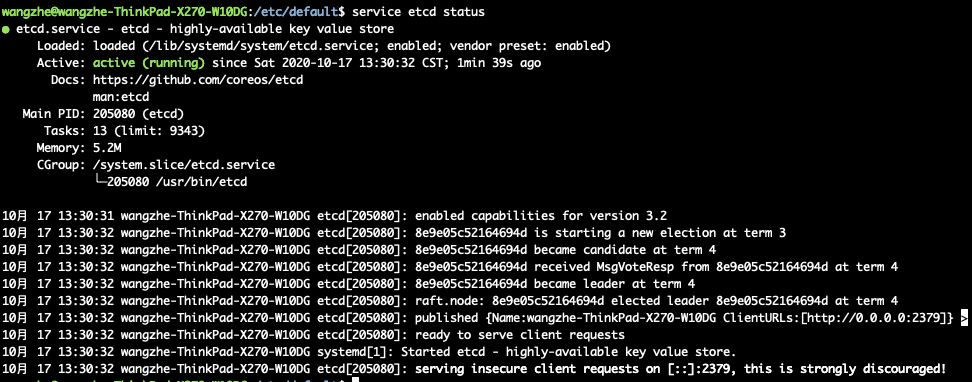 wangzhe@wangzhe-ThinkPad-X270-W10DG:/etc/default$ service etcd status
● etcd.service - etcd - highly-available key value store
Loaded: loaded (/lib/systemd/system/etcd.service; enabled; vendor preset: enabled)
Active: active (running) since Sat 2020-10-17 13:30:32 CST; 1min 39s ago
Docs: https://github.com/coreos/etcd
man:etcd
Main PID: 205080 (etcd)
Tasks: 13 (limit: 9343)
Memory: 5.2M
CGroup: /system.slice/etcd.service
└─205080 /usr/bin/etcd
10月 17 13:30:31 wangzhe-ThinkPad-X270-W10DG etcd[205080]: enabled capabilities for version 3.2
10月 17 13:30:32 wangzhe-ThinkPad-X270-W10DG etcd[205080]: 8e9e05c52164694d is starting a new election at term 3
10月 17 13:30:32 wangzhe-ThinkPad-X270-W10DG etcd[205080]: 8e9e05c52164694d became candidate at term 4
10月 17 13:30:32 wangzhe-ThinkPad-X270-W10DG etcd[205080]: 8e9e05c52164694d received MsgVoteResp from 8e9e05c52164694d at term 4
10月 17 13:30:32 wangzhe-ThinkPad-X270-W10DG etcd[205080]: 8e9e05c52164694d became leader at term 4
10月 17 13:30:32 wangzhe-ThinkPad-X270-W10DG etcd[205080]: raft.node: 8e9e05c52164694d elected leader 8e9e05c52164694d at term 4
10月 17 13:30:32 wangzhe-ThinkPad-X270-W10DG etcd[205080]: published {Name:wangzhe-ThinkPad-X270-W10DG ClientURLs:[http://0.0.0.0:2379]} >
10月 17 13:30:32 wangzhe-ThinkPad-X270-W10DG etcd[205080]: ready to serve client requests
10月 17 13:30:32 wangzhe-ThinkPad-X270-W10DG systemd[1]: Started etcd - highly-available key value store.
10月 17 13:30:32 wangzhe-ThinkPad-X270-W10DG etcd[205080]: serving insecure client requests on [::]:2379, this is strongly discouraged!